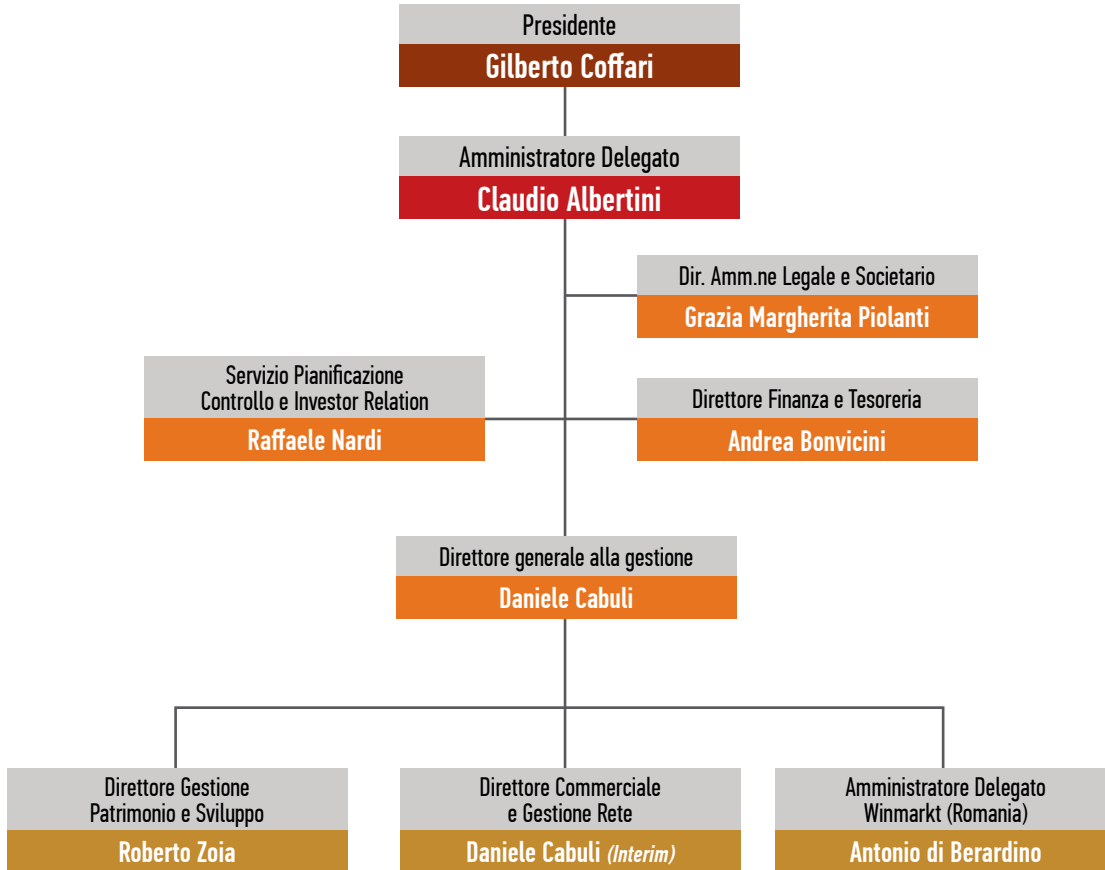 Presidente
Gilberto Coffari
Amministratore Delegato
Claudio Albertini
Dir. Amm.ne Legale e Societario
Grazia Margherita Piolanti
Servizio Pianificazione
Controllo e Investor Relation
Raffaele Nardi
Direttore Finanza e Tesoreria
Andrea Bonvicini
Direttore generale alla gestione
Daniele Cabuli
Direttore Gestione
Patrimonio e Sviluppo
Roberto Zoia
Direttore Commerciale
e Gestione Rete
Daniele Cabuli (Interim)
Amministratore Delegato
Winmarkt (Romania)
Antonio di Berardino